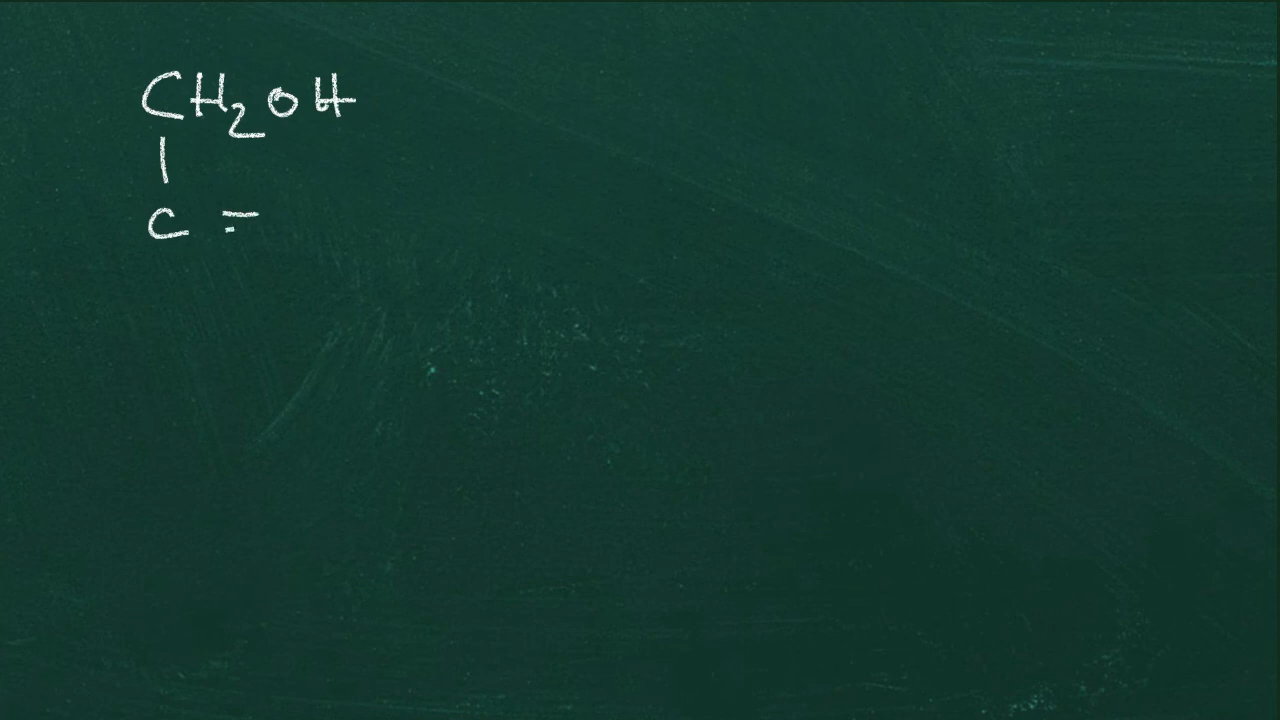 CH₂OH
|
C =